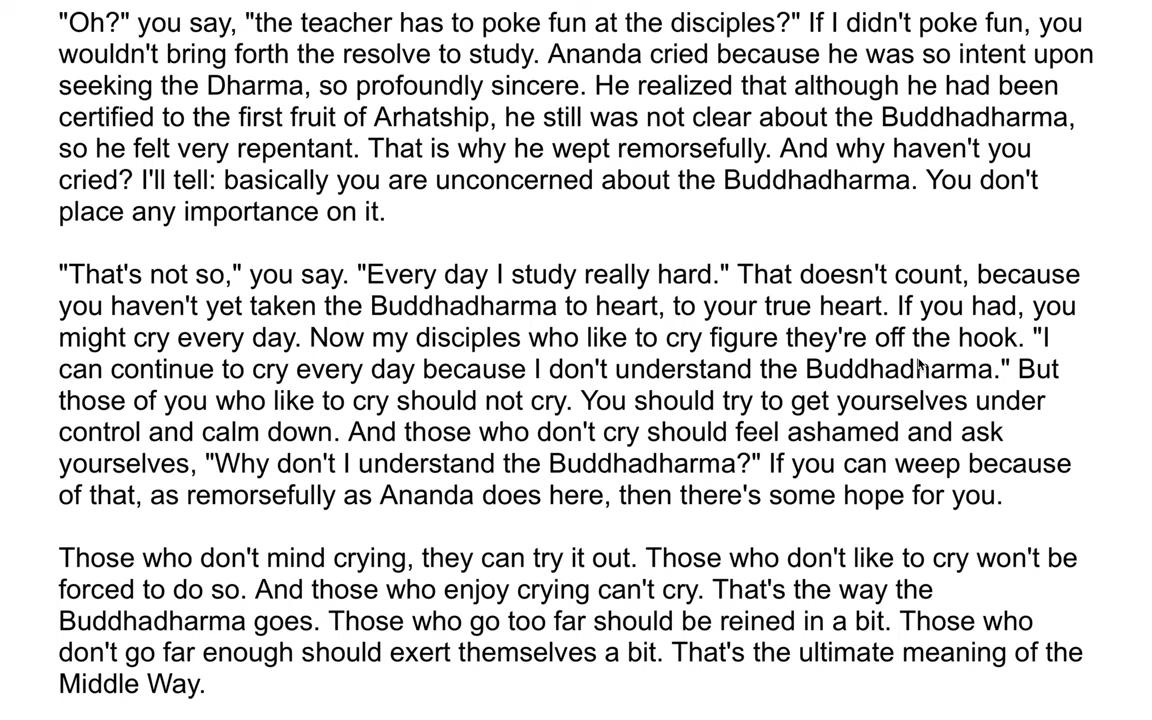 "Oh?" you say, "the teacher has to poke fun at the disciples?" If I didn't poke fun, you
wouldn't bring forth the resolve to study. Ananda cried because he was so intent upon
seeking the Dharma, so profoundly sincere. He realized that although he had been
certified to the first fruit of Arhatship, he still was not clear about the Buddhadharma,
so he felt very repentant. That is why he wept remorsefully. And why haven't you
cried? I'll tell: basically you are unconcerned about the Buddhadharma. You don't
place any importance on it.

"That's not so," you say. "Every day I study really hard." That doesn't count, because
you haven't yet taken the Buddhadharma to heart, to your true heart. If you had, you
might cry every day. Now my disciples who like to cry figure they're off the hook. "I
can continue to cry every day because I don't understand the Buddhadharma." But
those of you who like to cry should not cry. You should try to get yourselves under
control and calm down. And those who don't cry should feel ashamed and ask
yourselves, "Why don't I understand the Buddhadharma?" If you can weep because
of that, as remorsefully as Ananda does here, then there's some hope for you.

Those who don't mind crying, they can try it out. Those who don't like to cry won't be
forced to do so. And those who enjoy crying can't cry. That's the way the
Buddhadharma goes. Those who go too far should be reined in a bit. Those who
don't go far enough should exert themselves a bit. That's the ultimate meaning of the
Middle Way.